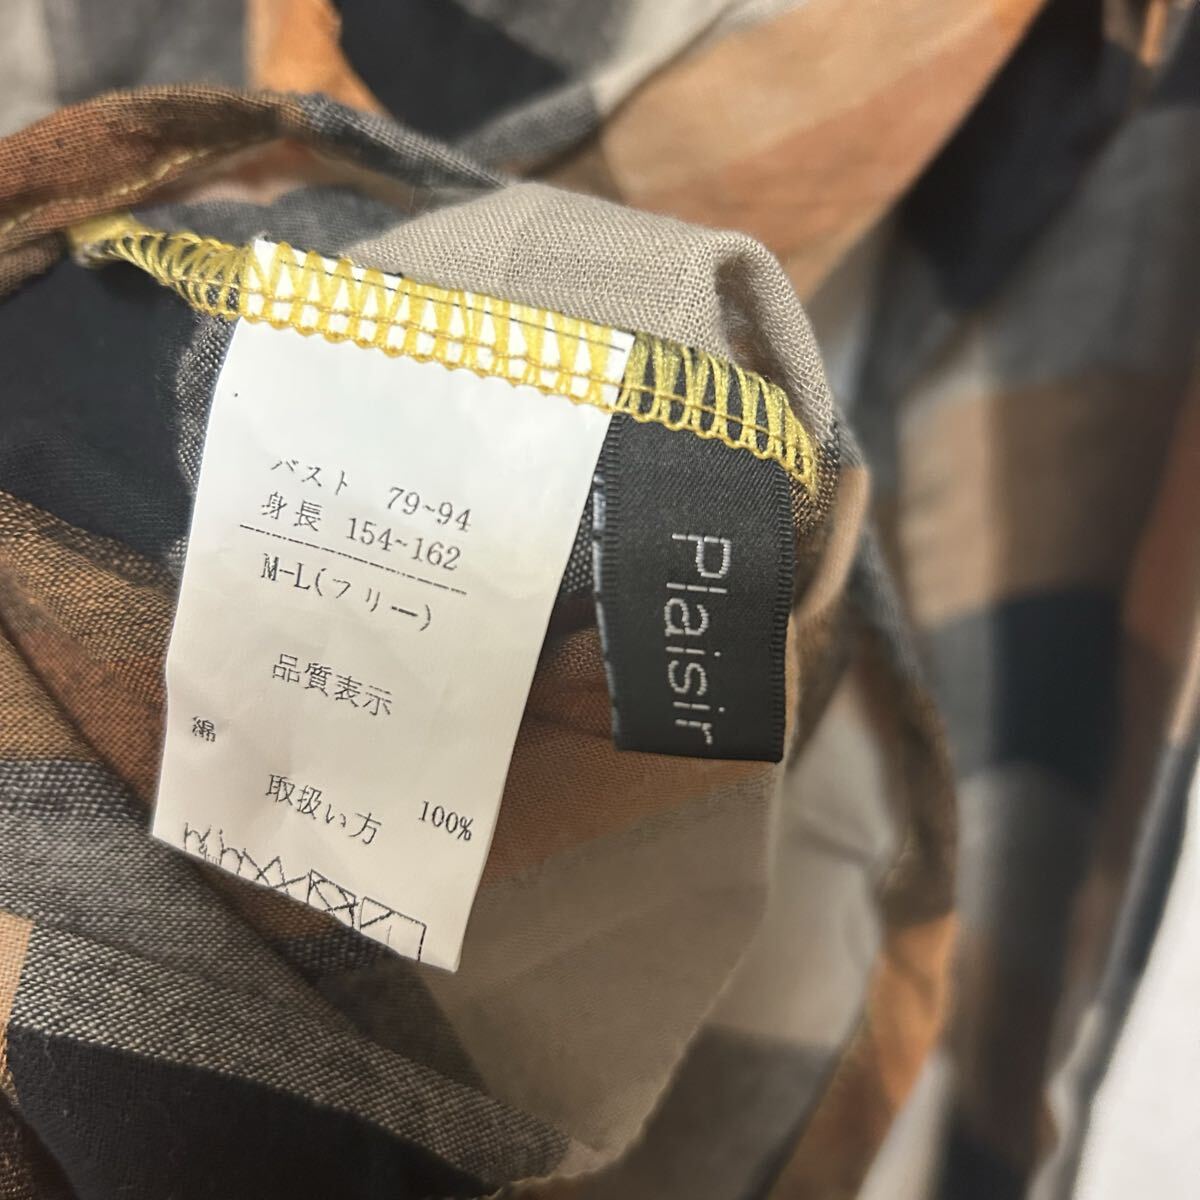 バスト 79~94
身長 154~162
M-L(フリー)
品質表示
綿 100%
取扱い方
Plaisir